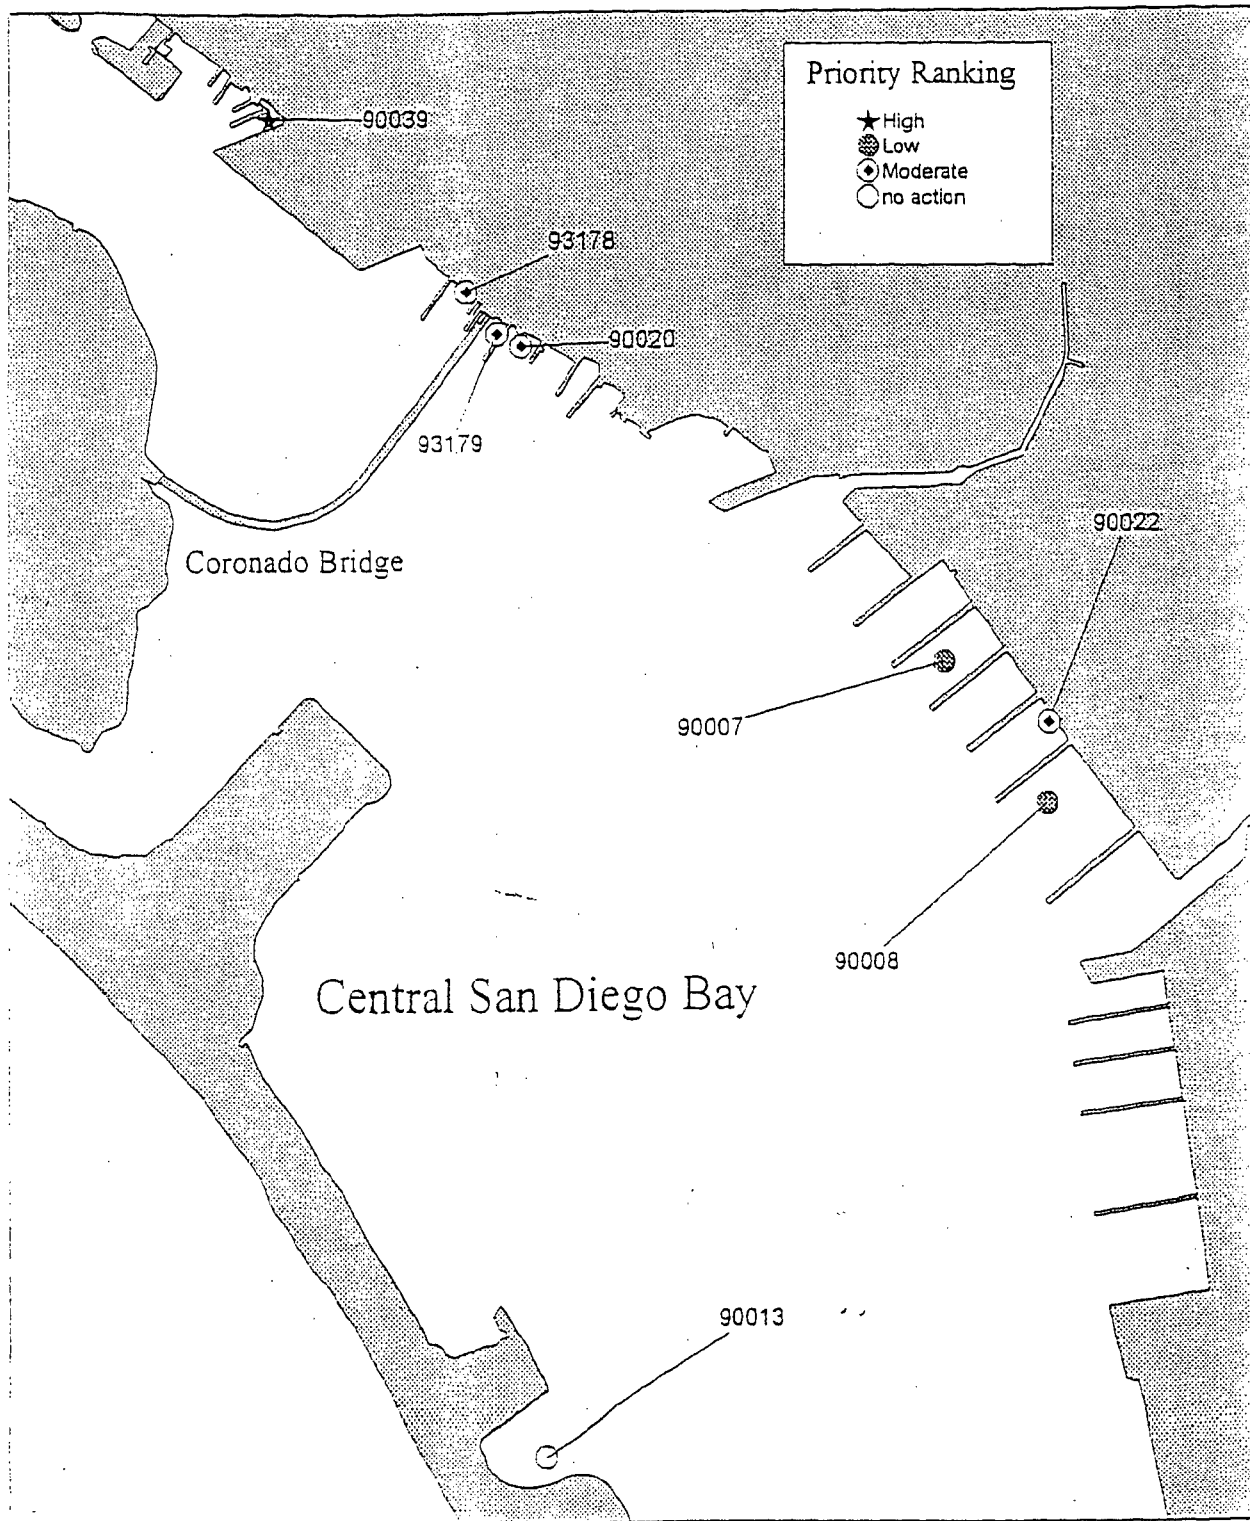 Priority Ranking
High
Low
Moderate
no action
90039
93178
90020
93179
90022
Coronado Bridge
90007
90008
Central San Diego Bay
90013